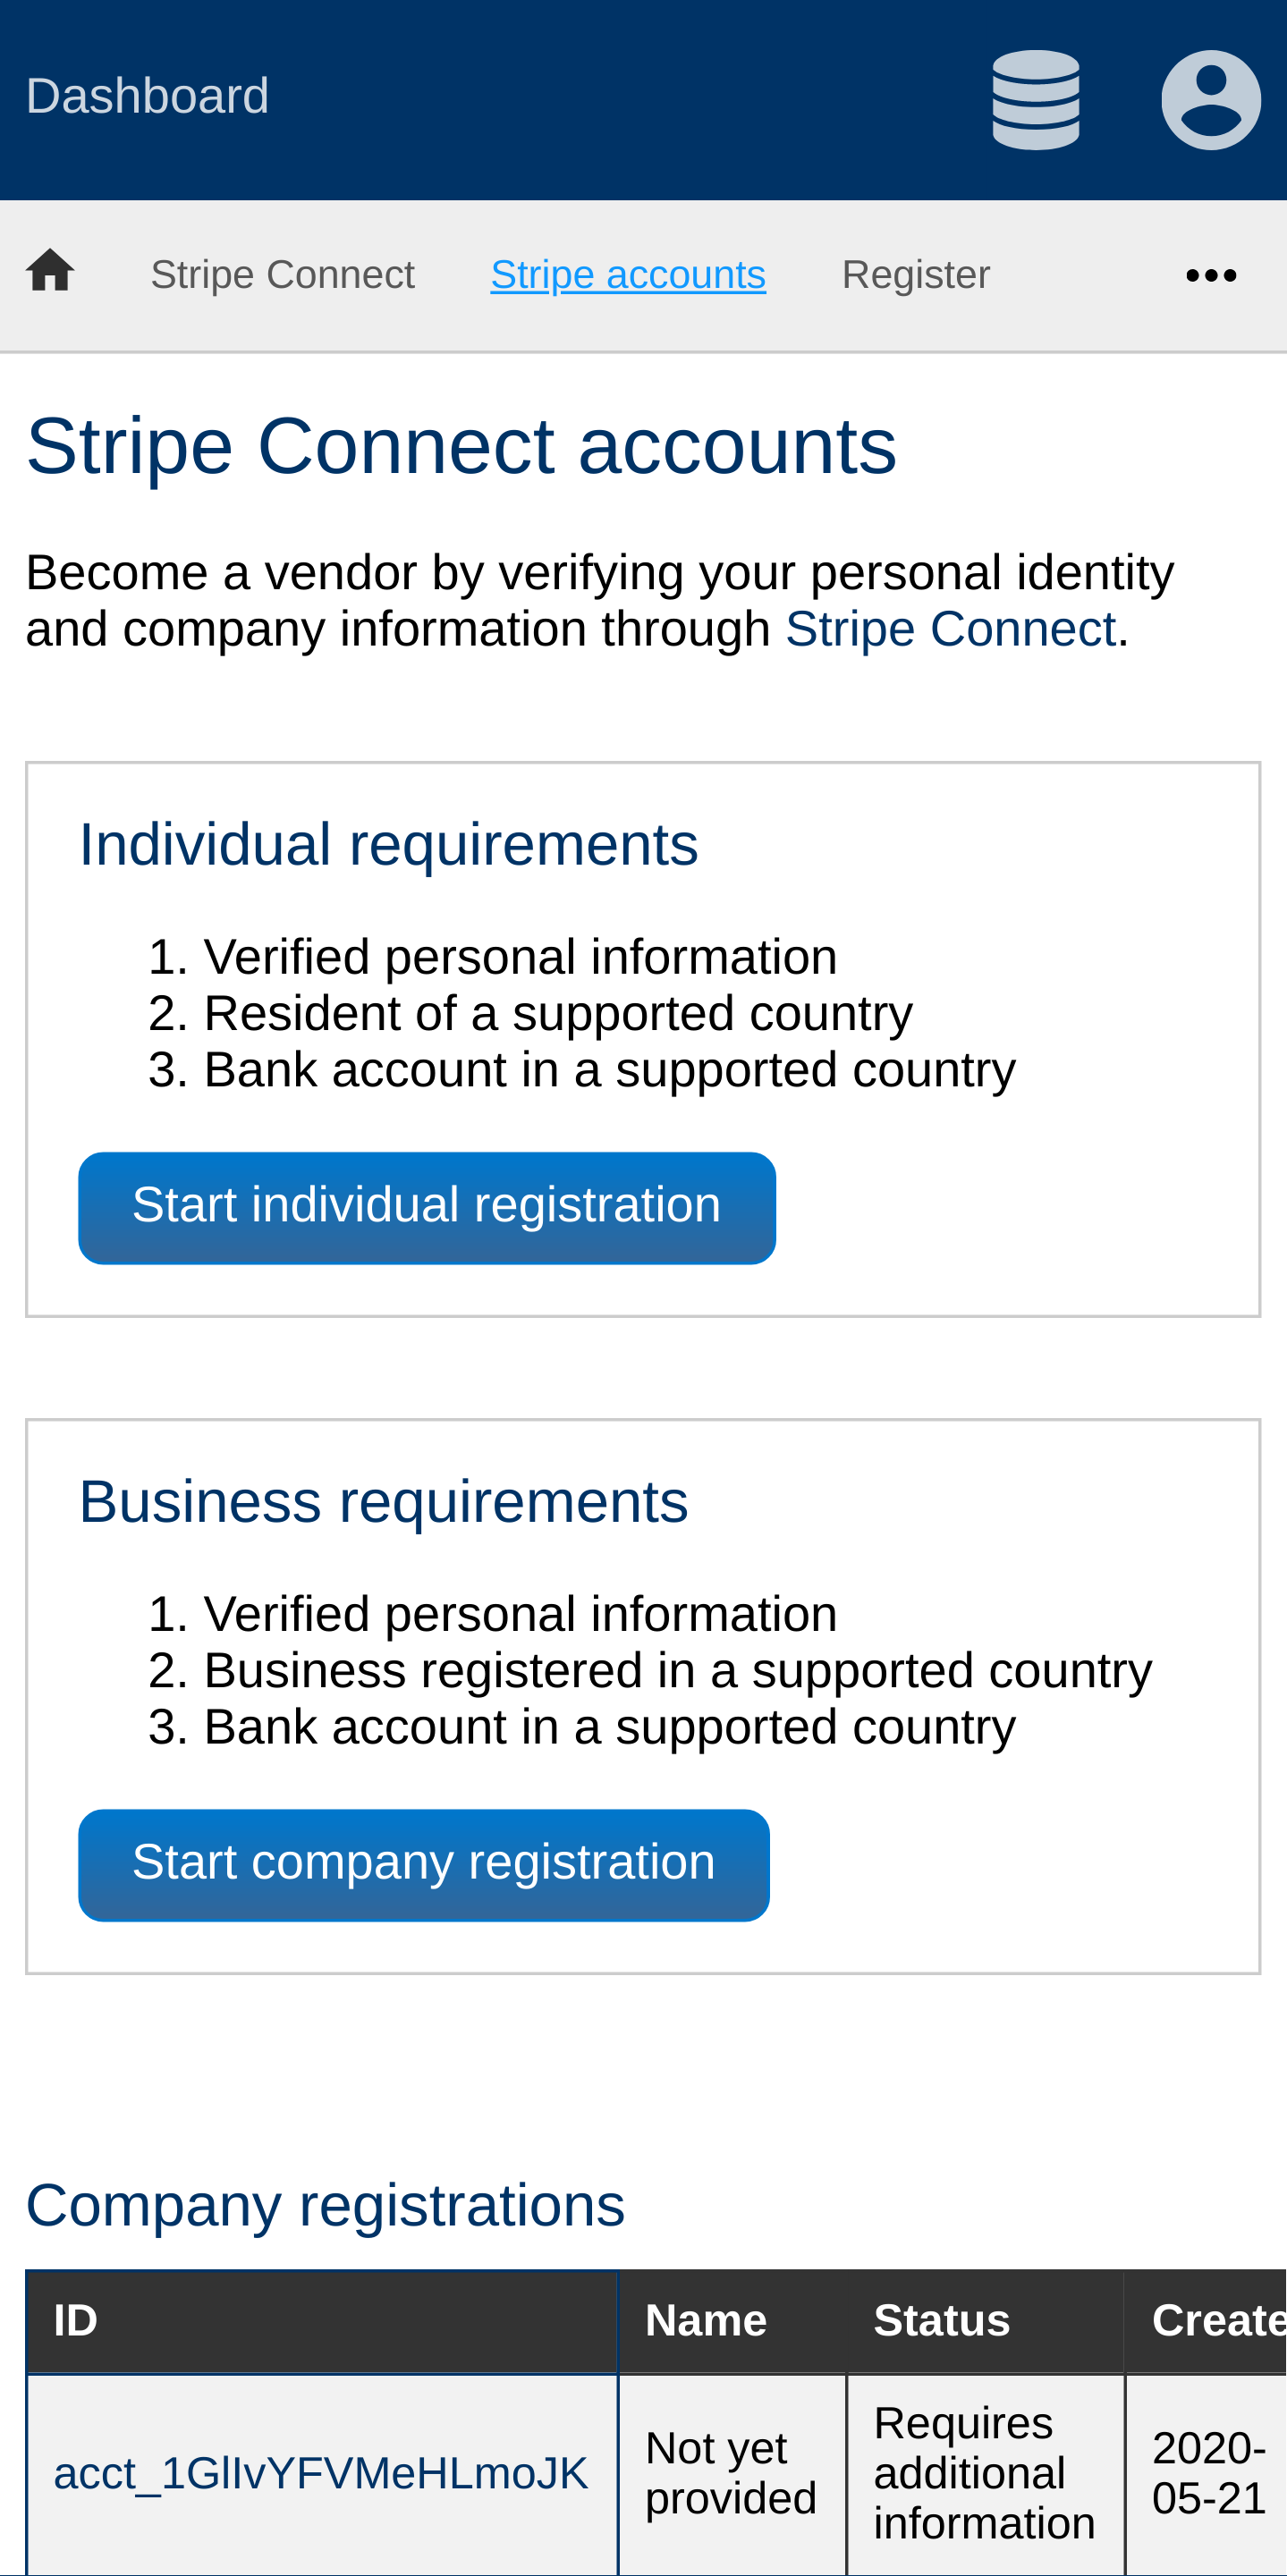 Dashboard
Stripe Connect Stripe accounts Register
Stripe Connect accounts
Become a vendor by verifying your personal identity
and company information through Stripe Connect.
Individual requirements
1. Verified personal information
2. Resident of a supported country
3. Bank account in a supported country
Start individual registration
Business requirements
1. Verified personal information
2. Business registered in a supported country
3. Bank account in a supported country
Start company registration
Company registrations
ID Name Status Create
acct_1GlIvYFVMeHLmoJK
Not yet
provided
Requires
additional
information
2020-
05-21